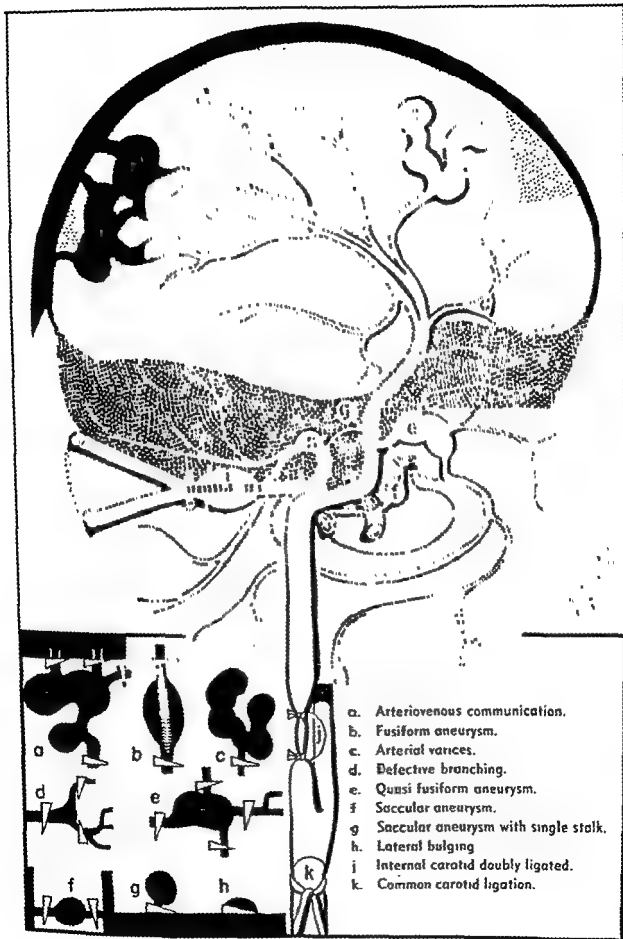 g
e
a
b
c
d
e
f
g
h
j
k
a. Arteriovenous communication.
b. Fusiform aneurysm.
c. Arterial varices.
d. Defective branching.
e. Quasi fusiform aneurysm.
f Saccular aneurysm.
g Saccular aneurysm with single stalk.
h. Lateral bulging
j Internal carotid doubly ligated.
k. Common carotid ligation.